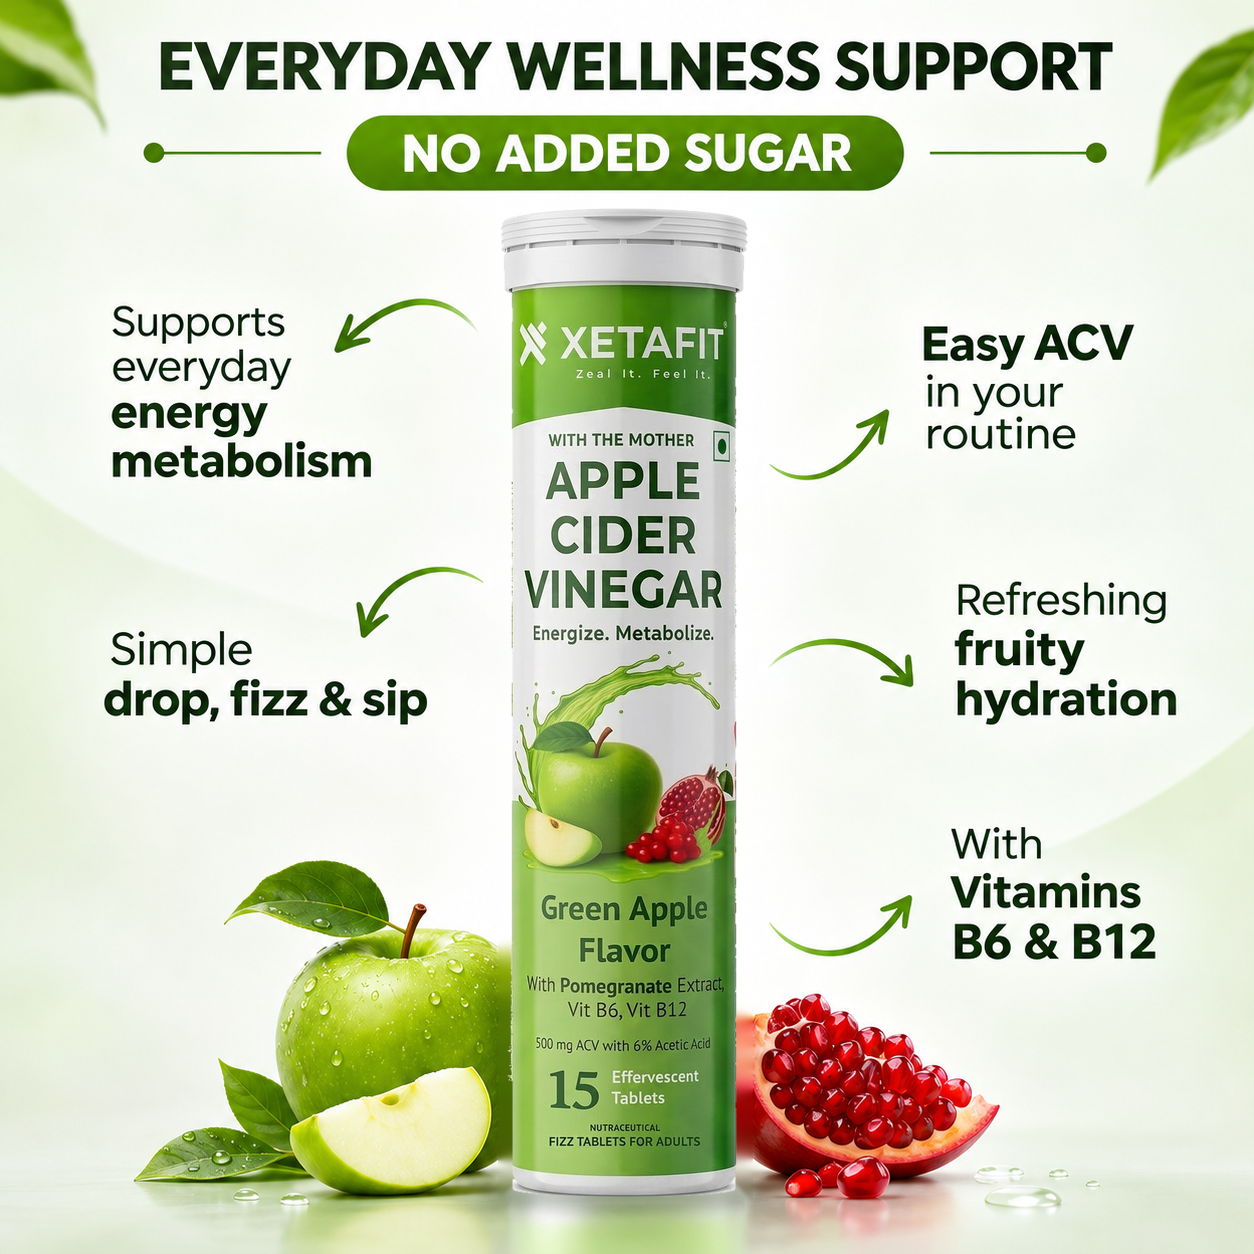 EVERYDAY WELLNESS SUPPORT
NO ADDED SUGAR
Supports
everyday
energy
metabolism
Simple
drop, fizz & sip
XETAFIT
Zeal It. Feel It.
WITH THE MOTHER
APPLE
CIDER
VINEGAR
Energize. Metabolize.
Green Apple
Flavor
With Pomegranate Extract,
Vit B6, Vit B12
500 mg ACV with 6% Acetic Acid
15 Effervescent
Tablets
NUTRACEUTICAL
FIZZ TABLETS FOR ADULTS
Easy ACV
in your
routine
Refreshing
fruity
hydration
With
Vitamins
B6 & B12